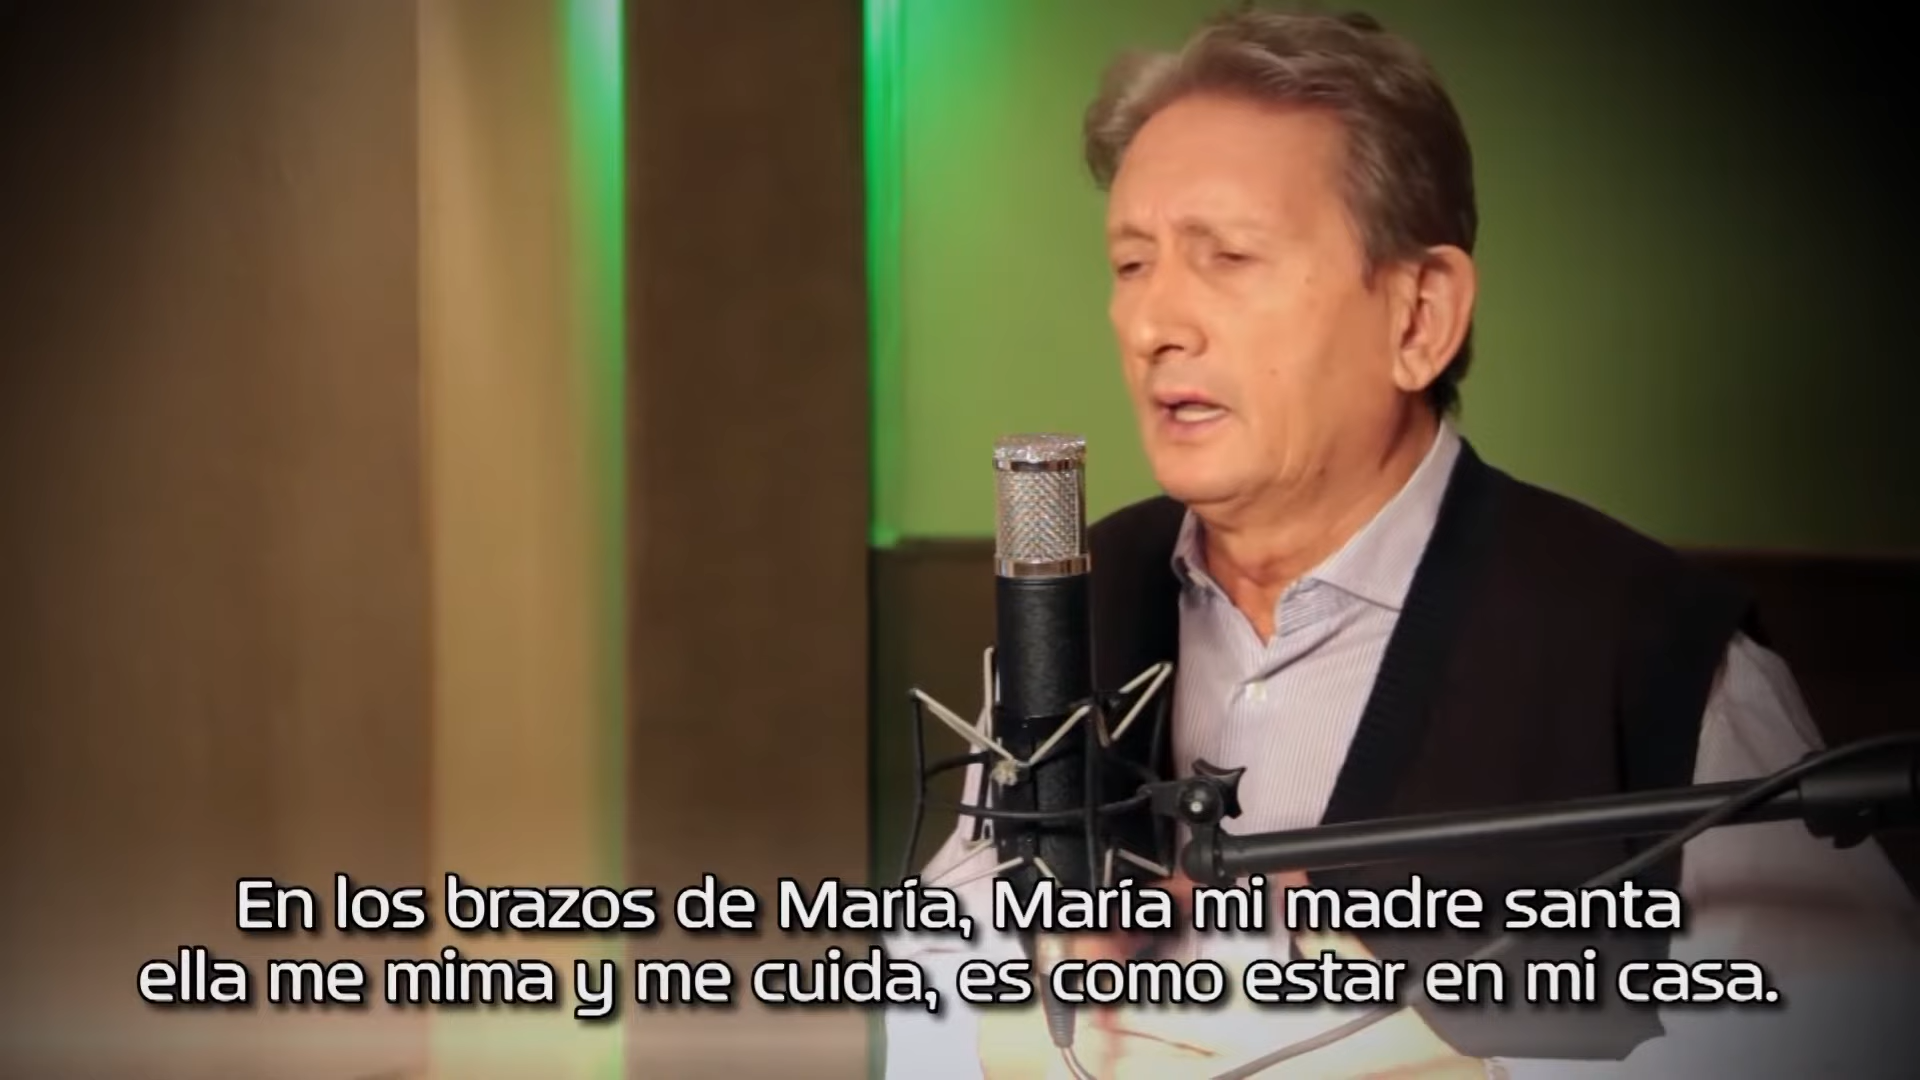 En los brazos de María, María mi madre santa
ella me mima y me cuida, es como estar en mi casa.